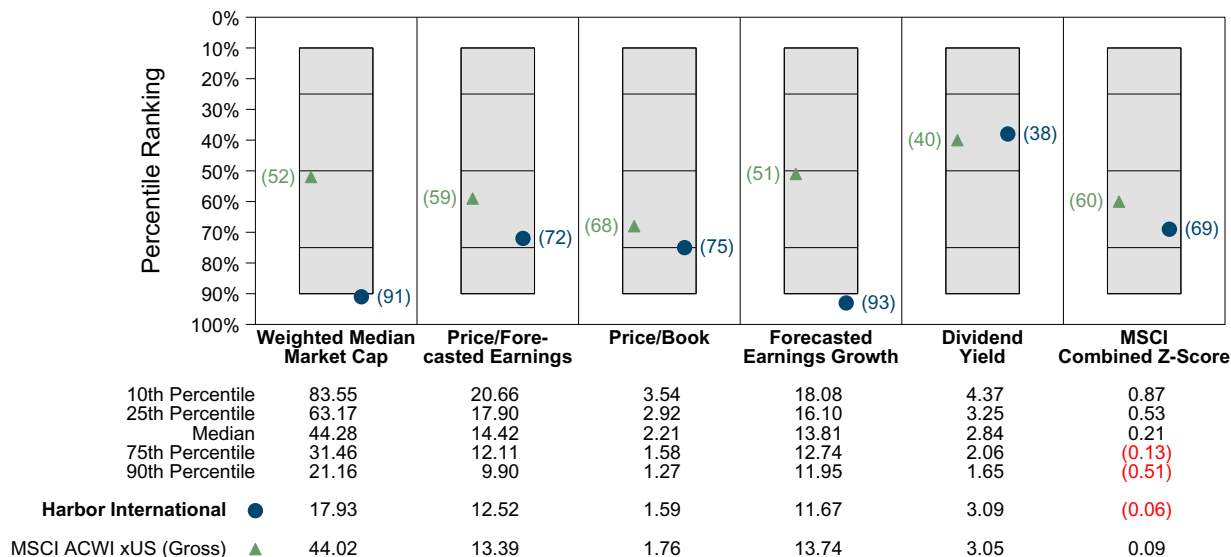 Percentile Ranking
0%
10%
20%
30%
40%
50%
60%
70%
80%
90%
100%
(52)
(91)
(59)
(72)
(68)
(75)
(51)
(93)
(40)
(38)
(60)
(69)
Weighted Median
Market Cap
Price/Fore-
casted Earnings
Price/Book
Forecasted
Earnings Growth
Dividend
Yield
MSCI
Combined Z-Score
10th Percentile 83.55 20.66 3.54 18.08 4.37 0.87
25th Percentile 63.17 17.90 2.92 16.10 3.25 0.53
Median 44.28 14.42 2.21 13.81 2.84 0.21
75th Percentile 31.46 12.11 1.58 12.74 2.06 (0.13)
90th Percentile 21.16 9.90 1.27 11.95 1.65 (0.51)
Harbor International 17.93 12.52 1.59 11.67 3.09 (0.06)
MSCI ACWI xUS (Gross) 44.02 13.39 1.76 13.74 3.05 0.09